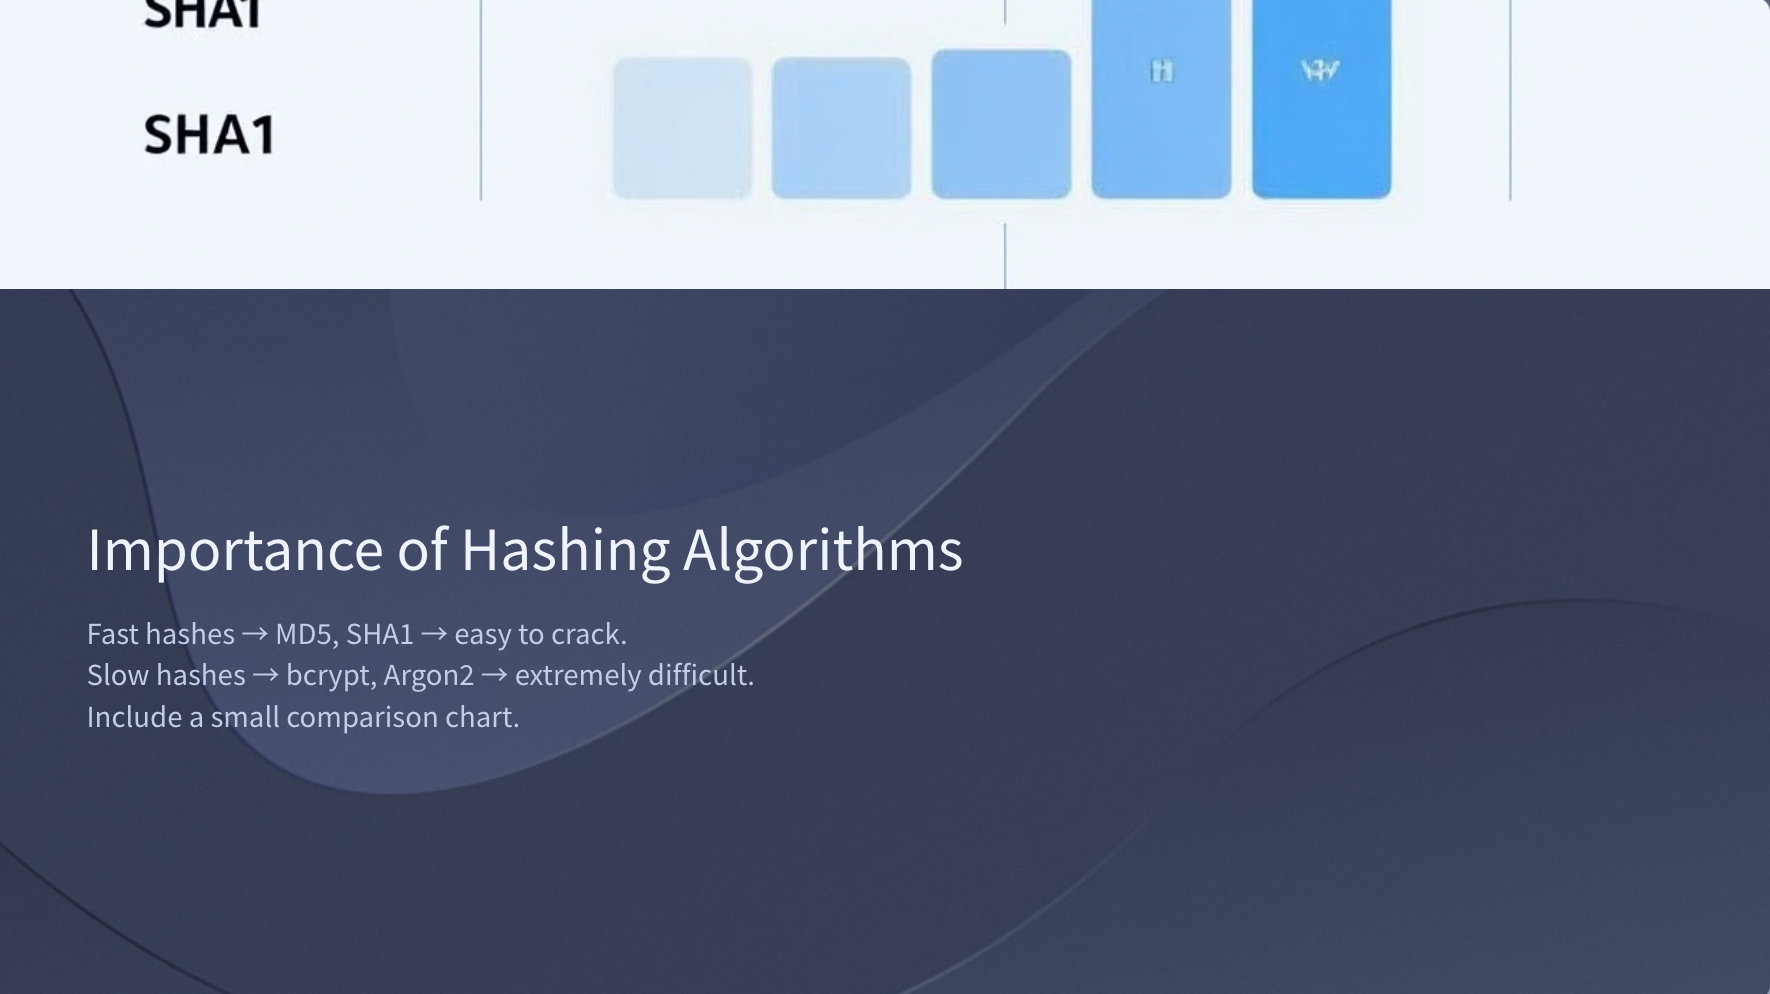 SHA1
SHA1
Importance of Hashing Algorithms
Fast hashes → MD5, SHA1 → easy to crack.
Slow hashes → bcrypt, Argon2 → extremely difficult.
Include a small comparison chart.